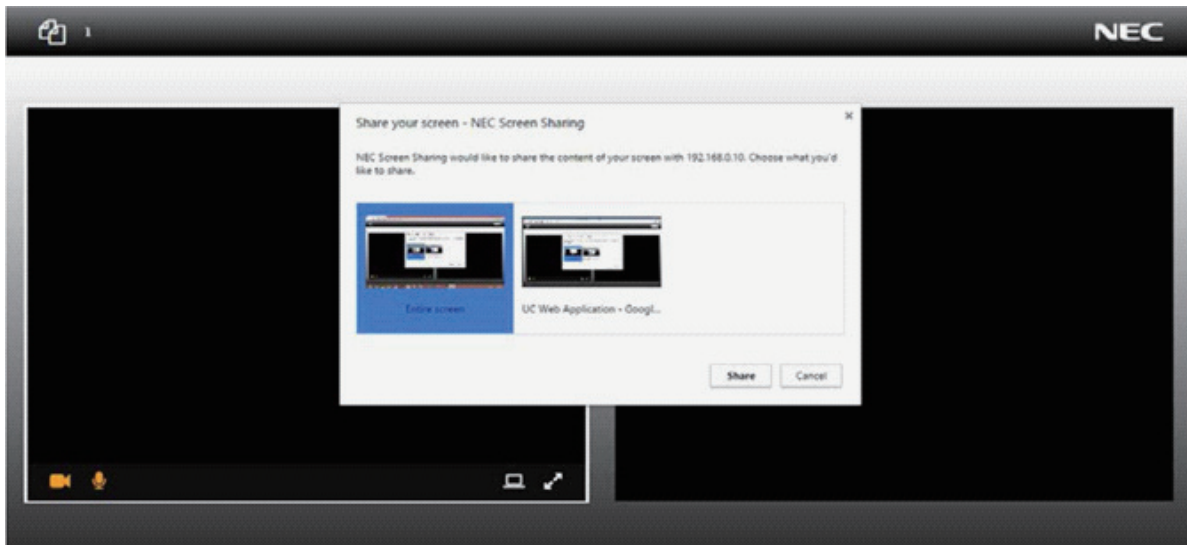 1
NEC
Share your screen - NEC Screen Sharing
NEC Screen Sharing would like to share the content of your screen with 192.168.0.10. Choose what you'd
like to share.
Entire screen
UC Web Application - Googl...
Share
Cancel